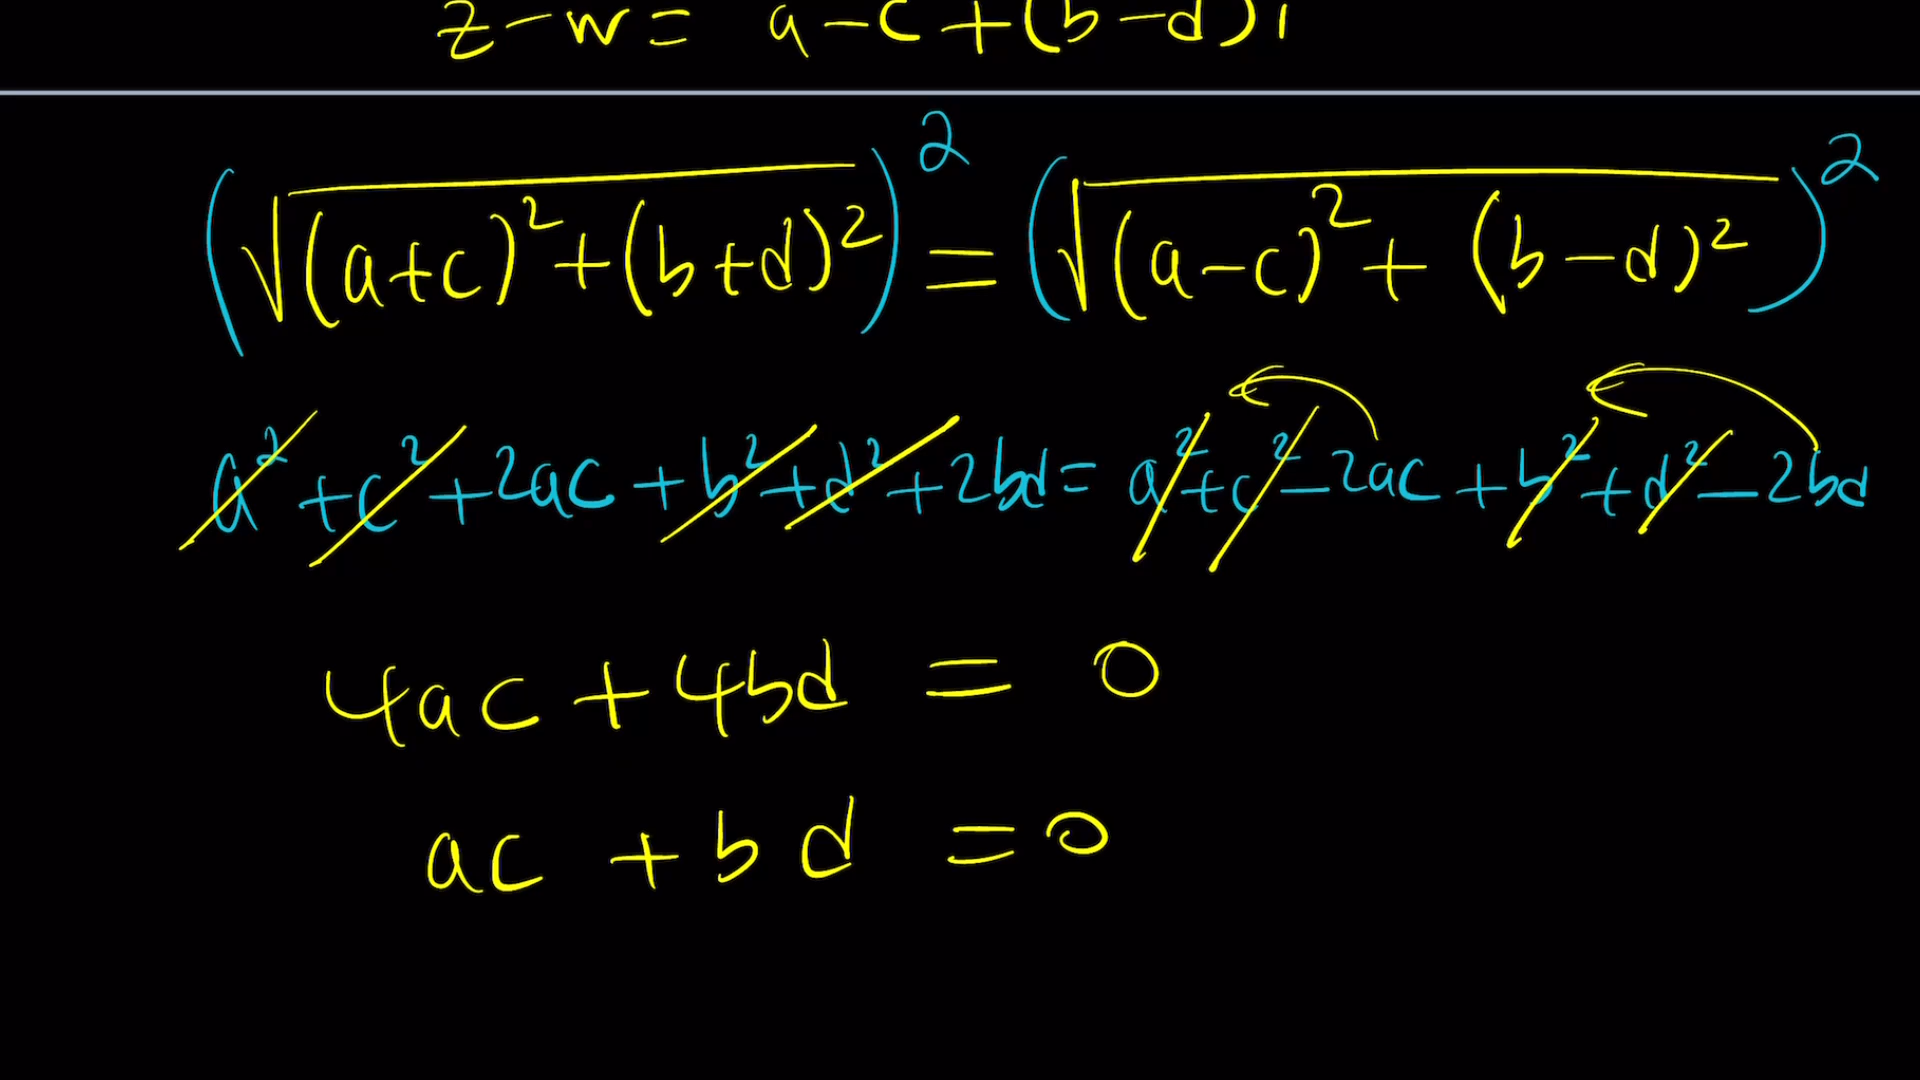 z-w= a-c+(b-d)i
(√(a+c)²+(b+d)²)² = (√(a-c)²+(b-d)²)²
a²+c²+2ac+b²+d²+2bd= a²+c²-2ac+b²+d²-2bd
4ac+4bd = 0
ac+bd=0